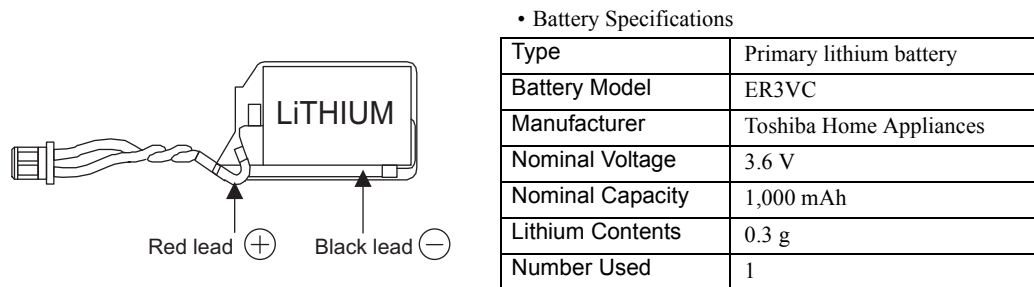 LiTHIUM
Red lead ⊕
Black lead ⊖
• Battery Specifications
Type Primary lithium battery
Battery Model ER3VC
Manufacturer Toshiba Home Appliances
Nominal Voltage 3.6 V
Nominal Capacity 1,000 mAh
Lithium Contents 0.3 g
Number Used 1